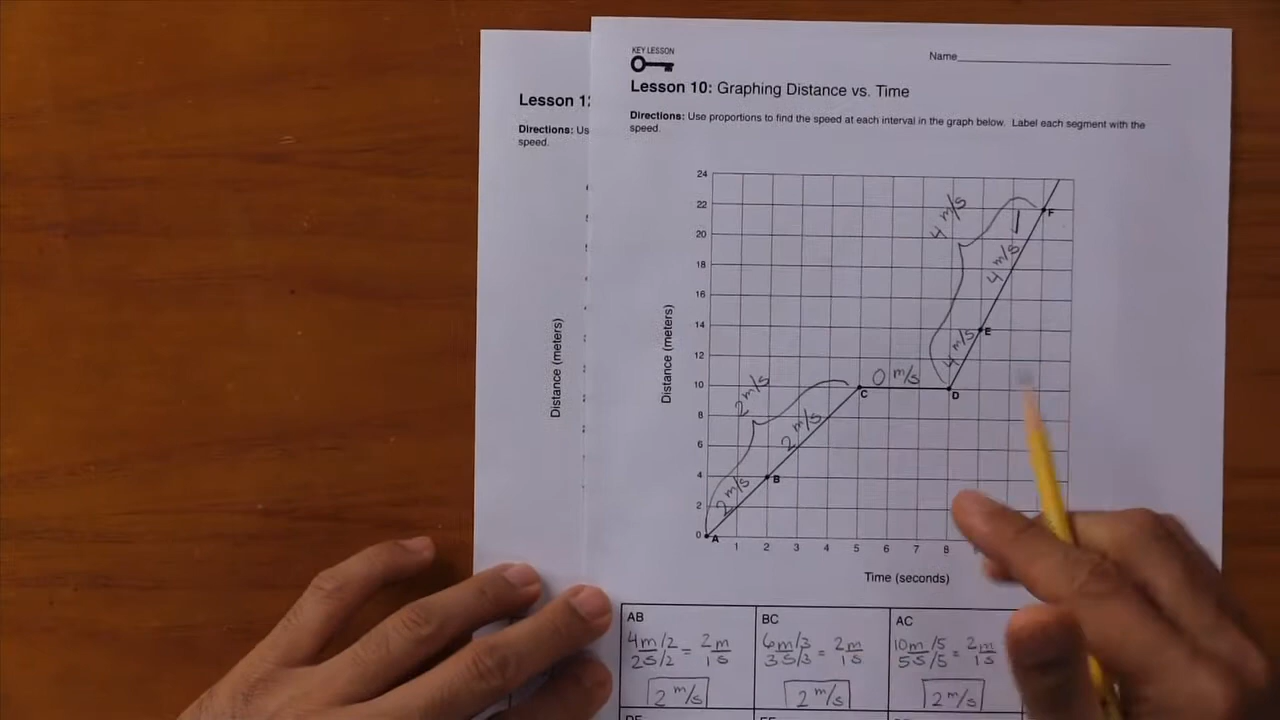 KEY LESSON
Name
Lesson 10: Graphing Distance vs. Time
Directions: Use proportions to find the speed at each interval in the graph below. Label each segment with the
speed.
Lesson 1
Directions: Us
speed.
Distance (meters)
Distance (meters)
24
22
20
18
16
14
12
10
8
6
4
2
0
4 m/s
F
4 m/s
4 m/s
E
0 m/s
C
D
2 m/s
2 m/s
2 m/s
B
A
1 2 3 4 5 6 7 8
Time (seconds)
AB
4m/2 = 2m
2s/2 1s
2 m/s
BC
6m/3 = 2m
3s/3 1s
2 m/s
AC
10m/5 = 2m
5s/5 1s
2 m/s